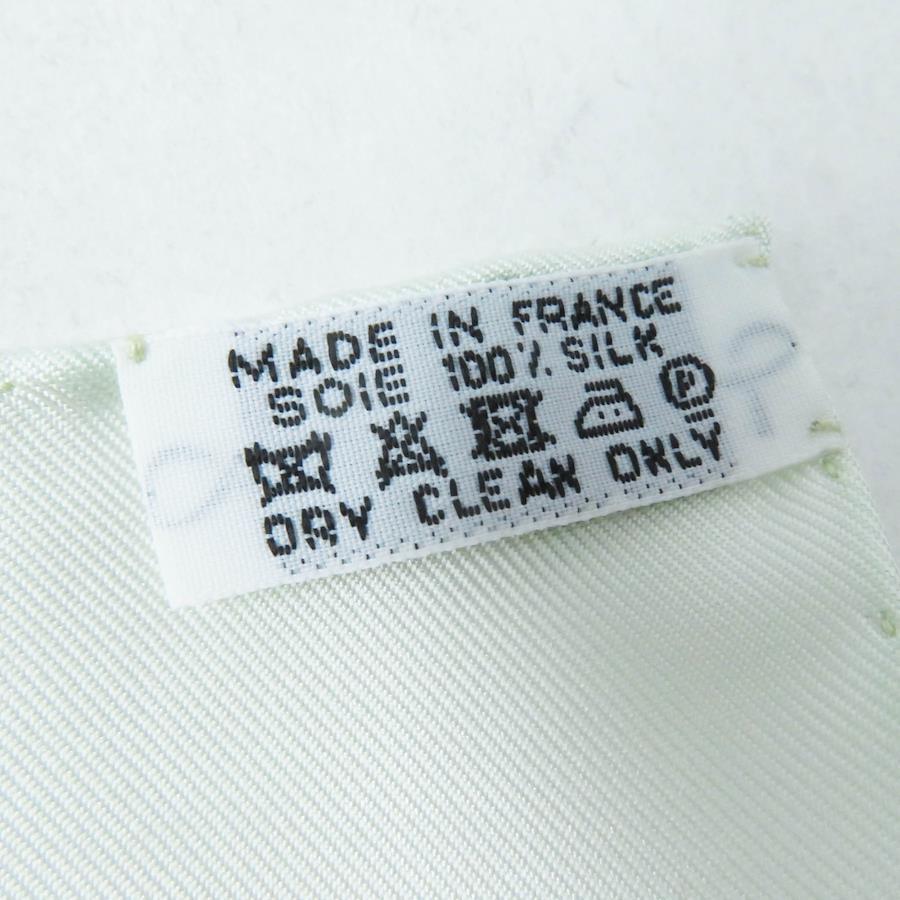 MADE IN FRANCE
SOIE 100% SILK
P
DRY CLEAN ONLY